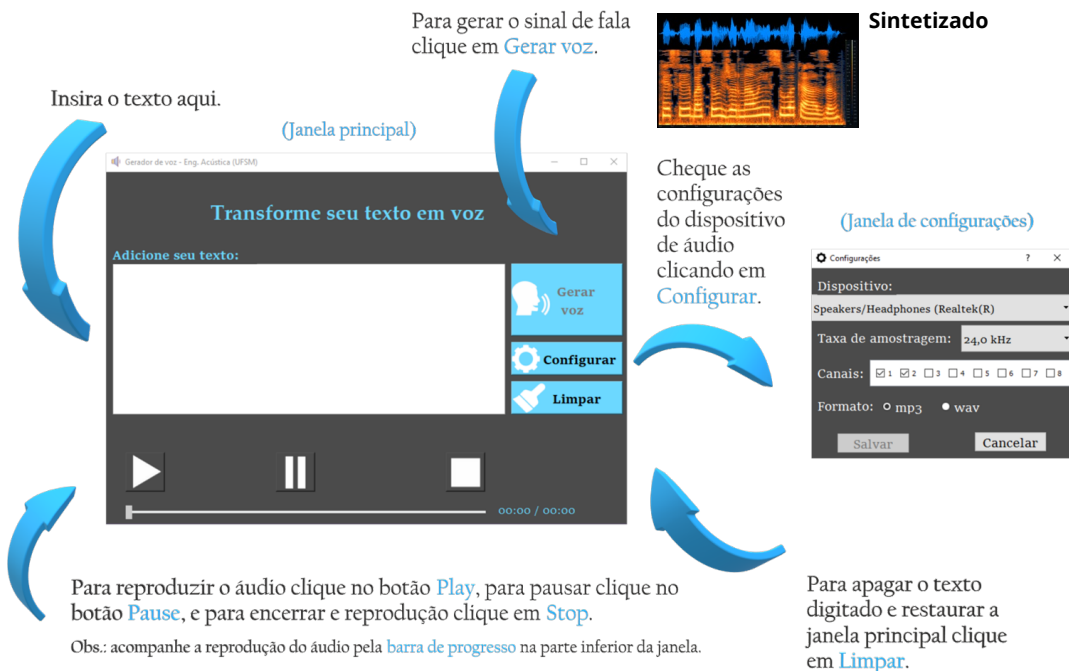 Para gerar o sinal de fala
clique em Gerar voz.
Sintetizado
Insira o texto aqui.
(Janela principal)
Gerador de voz - Eng. Acústica (UFSM)
Transforme seu texto em voz
Adicione seu texto:
Gerar
voz
Configurar
Limpar
00:00 / 00:00
Cheque as
configurações
do dispositivo
de áudio
clicando em
Configurar.
(Janela de configurações)
Configurações
Dispositivo:
Speakers/Headphones (Realtek(R)
Taxa de amostragem: 24,0 kHz
Canais: 1 2 3 4 5 6 7 8
Formato: mp3 wav
Salvar Cancelar
Para reproduzir o áudio clique no botão Play, para pausar clique no
botão Pause, e para encerrar e reprodução clique em Stop.
Obs.: acompanhe a reprodução do áudio pela barra de progresso na parte inferior da janela.
Para apagar o texto
digitado e restaurar a
janela principal clique
em Limpar.